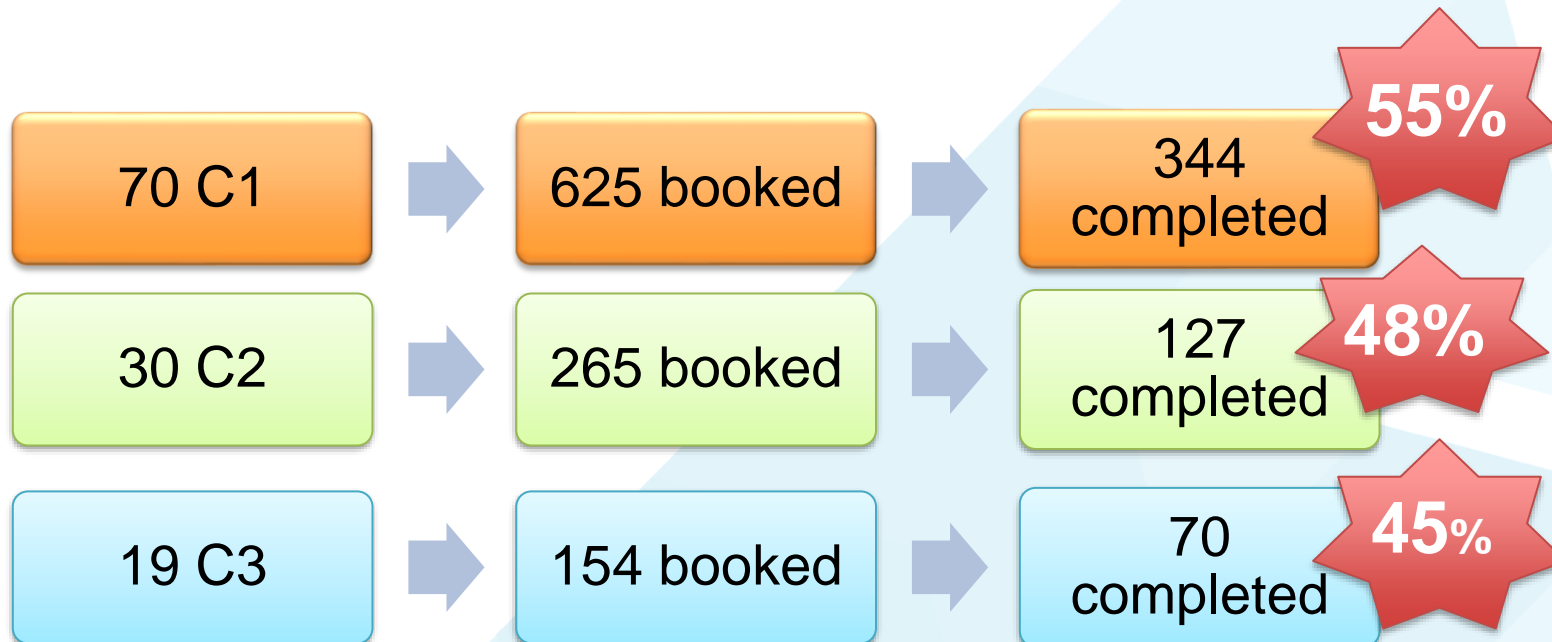 70 C1
625 booked
344
completed
55%
30 C2
265 booked
127
completed
48%
19 C3
154 booked
70
completed
45%